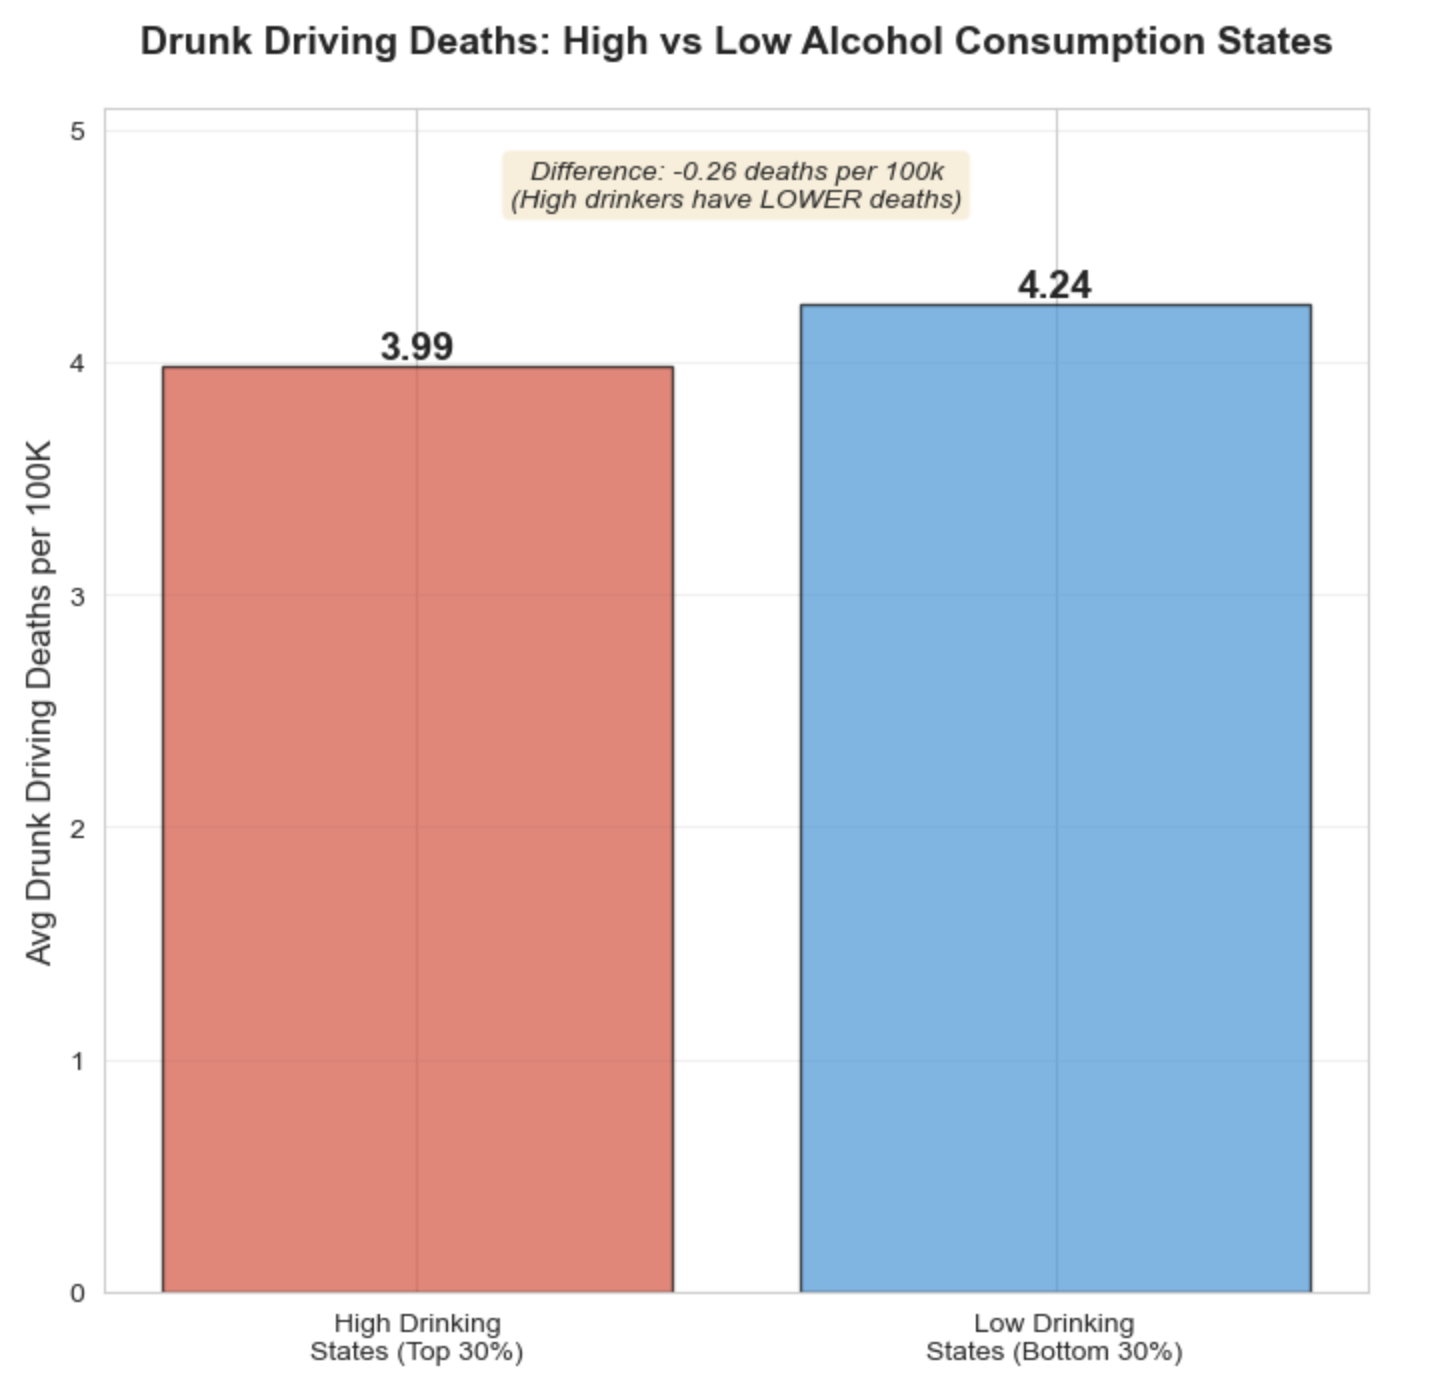 Drunk Driving Deaths: High vs Low Alcohol Consumption States
5
Difference: -0.26 deaths per 100k
(High drinkers have LOWER deaths)
4.24
3.99
4
Avg Drunk Driving Deaths per 100K
3
2
1
0
High Drinking
States (Top 30%)
Low Drinking
States (Bottom 30%)